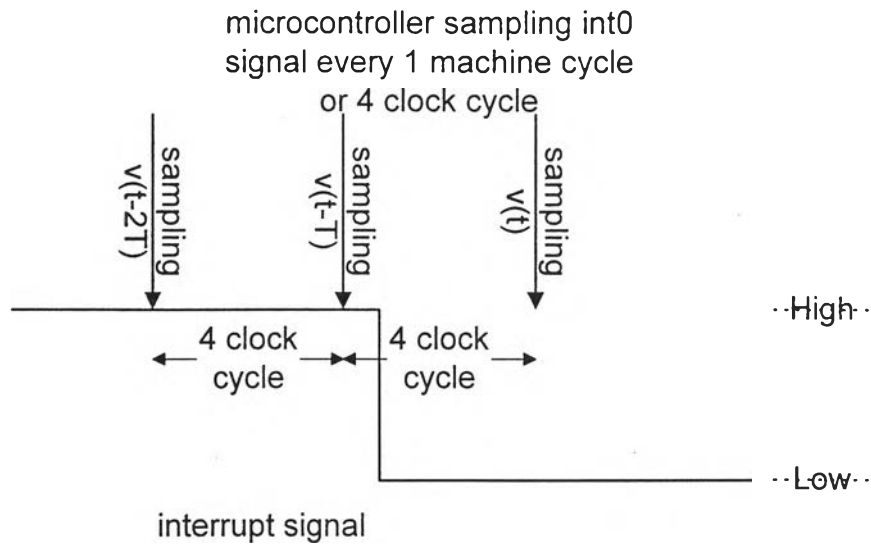 microcontroller sampling int0
signal every 1 machine cycle
or 4 clock cycle
sampling
v(t-2T)
sampling
v(t-T)
sampling
v(t)
High
4 clock
cycle
4 clock
cycle
Low
interrupt signal